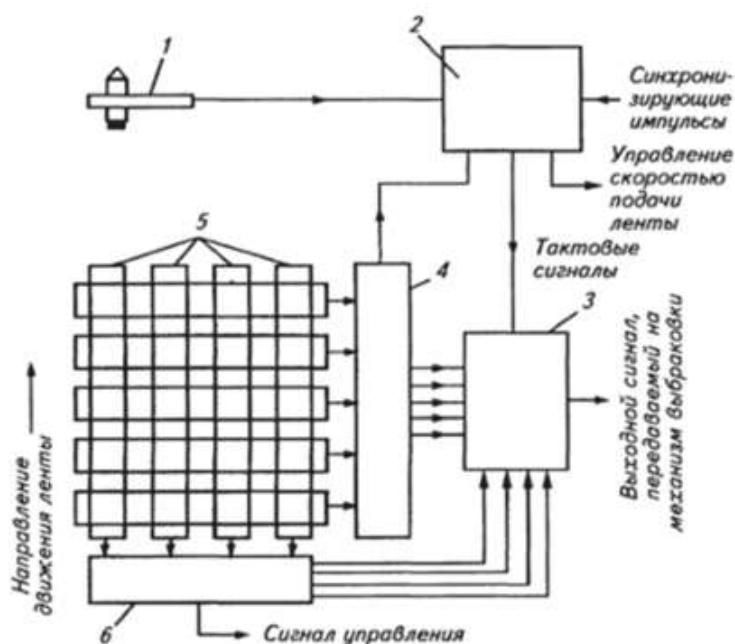 1
2
Синхрони-
зирующие
импульсы
Управление
скоростью
подачи
ленты
5
Тактовые
сигналы
4
3
Направление
движения ленты
Выходной сигнал,
передаваемый на
механизм выбраковки
6
Сигнал управления